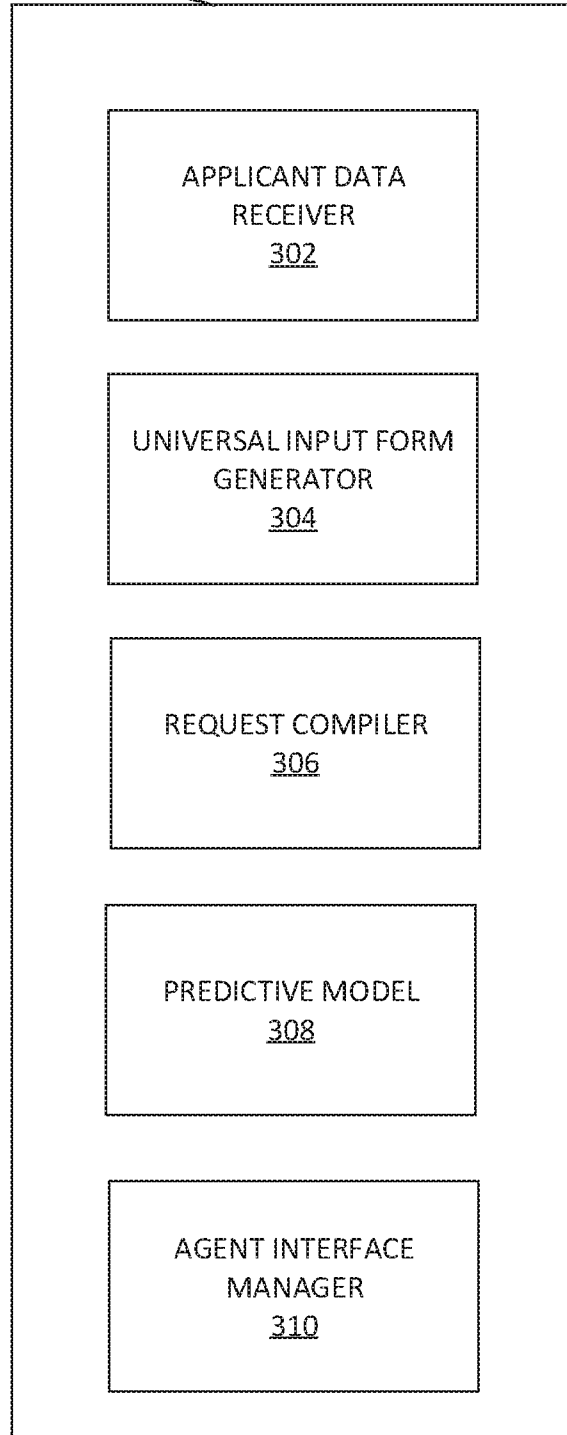 APPLICANT DATA
RECEIVER
302
UNIVERSAL INPUT FORM
GENERATOR
304
REQUEST COMPILER
306
PREDICTIVE MODEL
308
AGENT INTERFACE
MANAGER
310